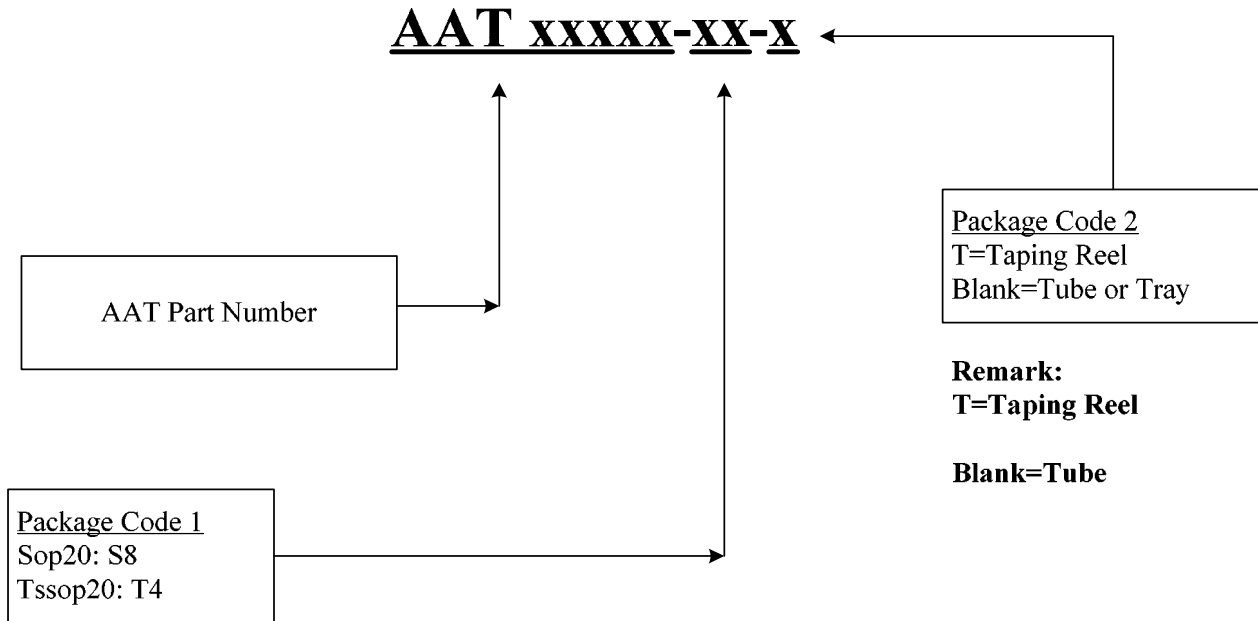 AAT xxxxx-xx-x
Package Code 2
T=Taping Reel
Blank=Tube or Tray
AAT Part Number
Remark:
T=Taping Reel
Blank=Tube
Package Code 1
Sop20: S8
Tssop20: T4